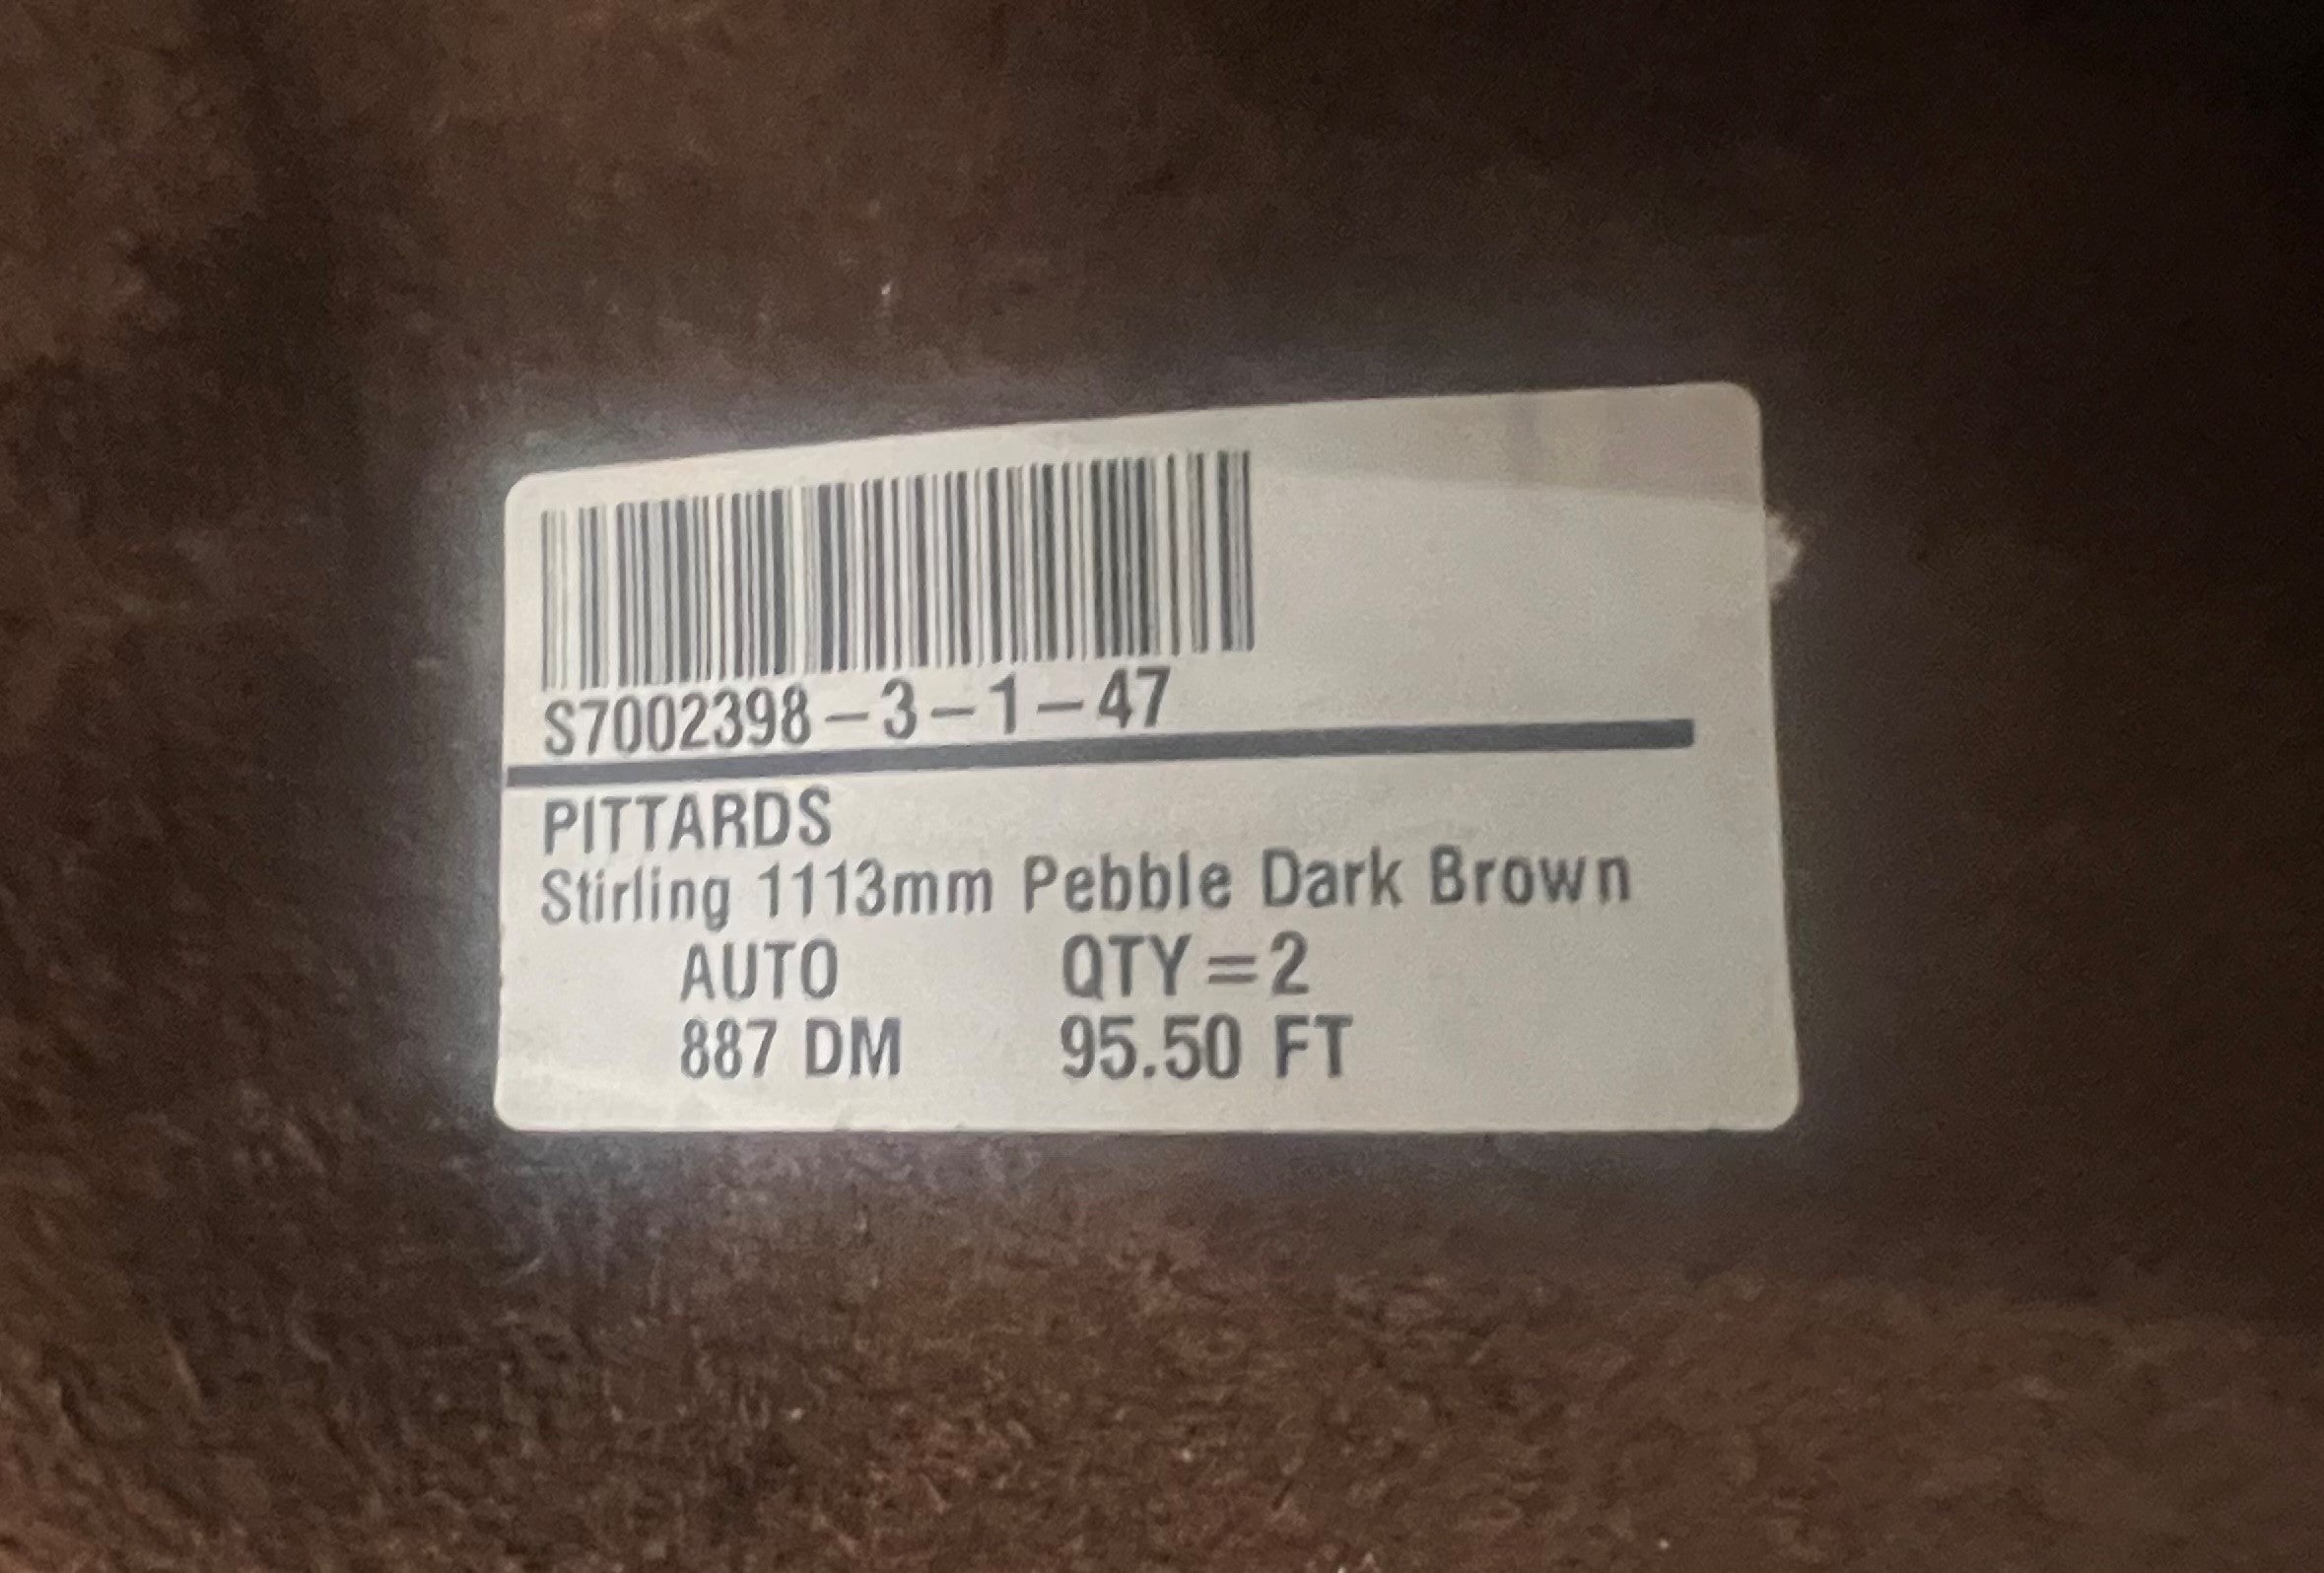 S7002398-3-1-47
PITTARDS
Stirling 1113mm Pebble Dark Brown
AUTO QTY=2
887 DM 95.50 FT